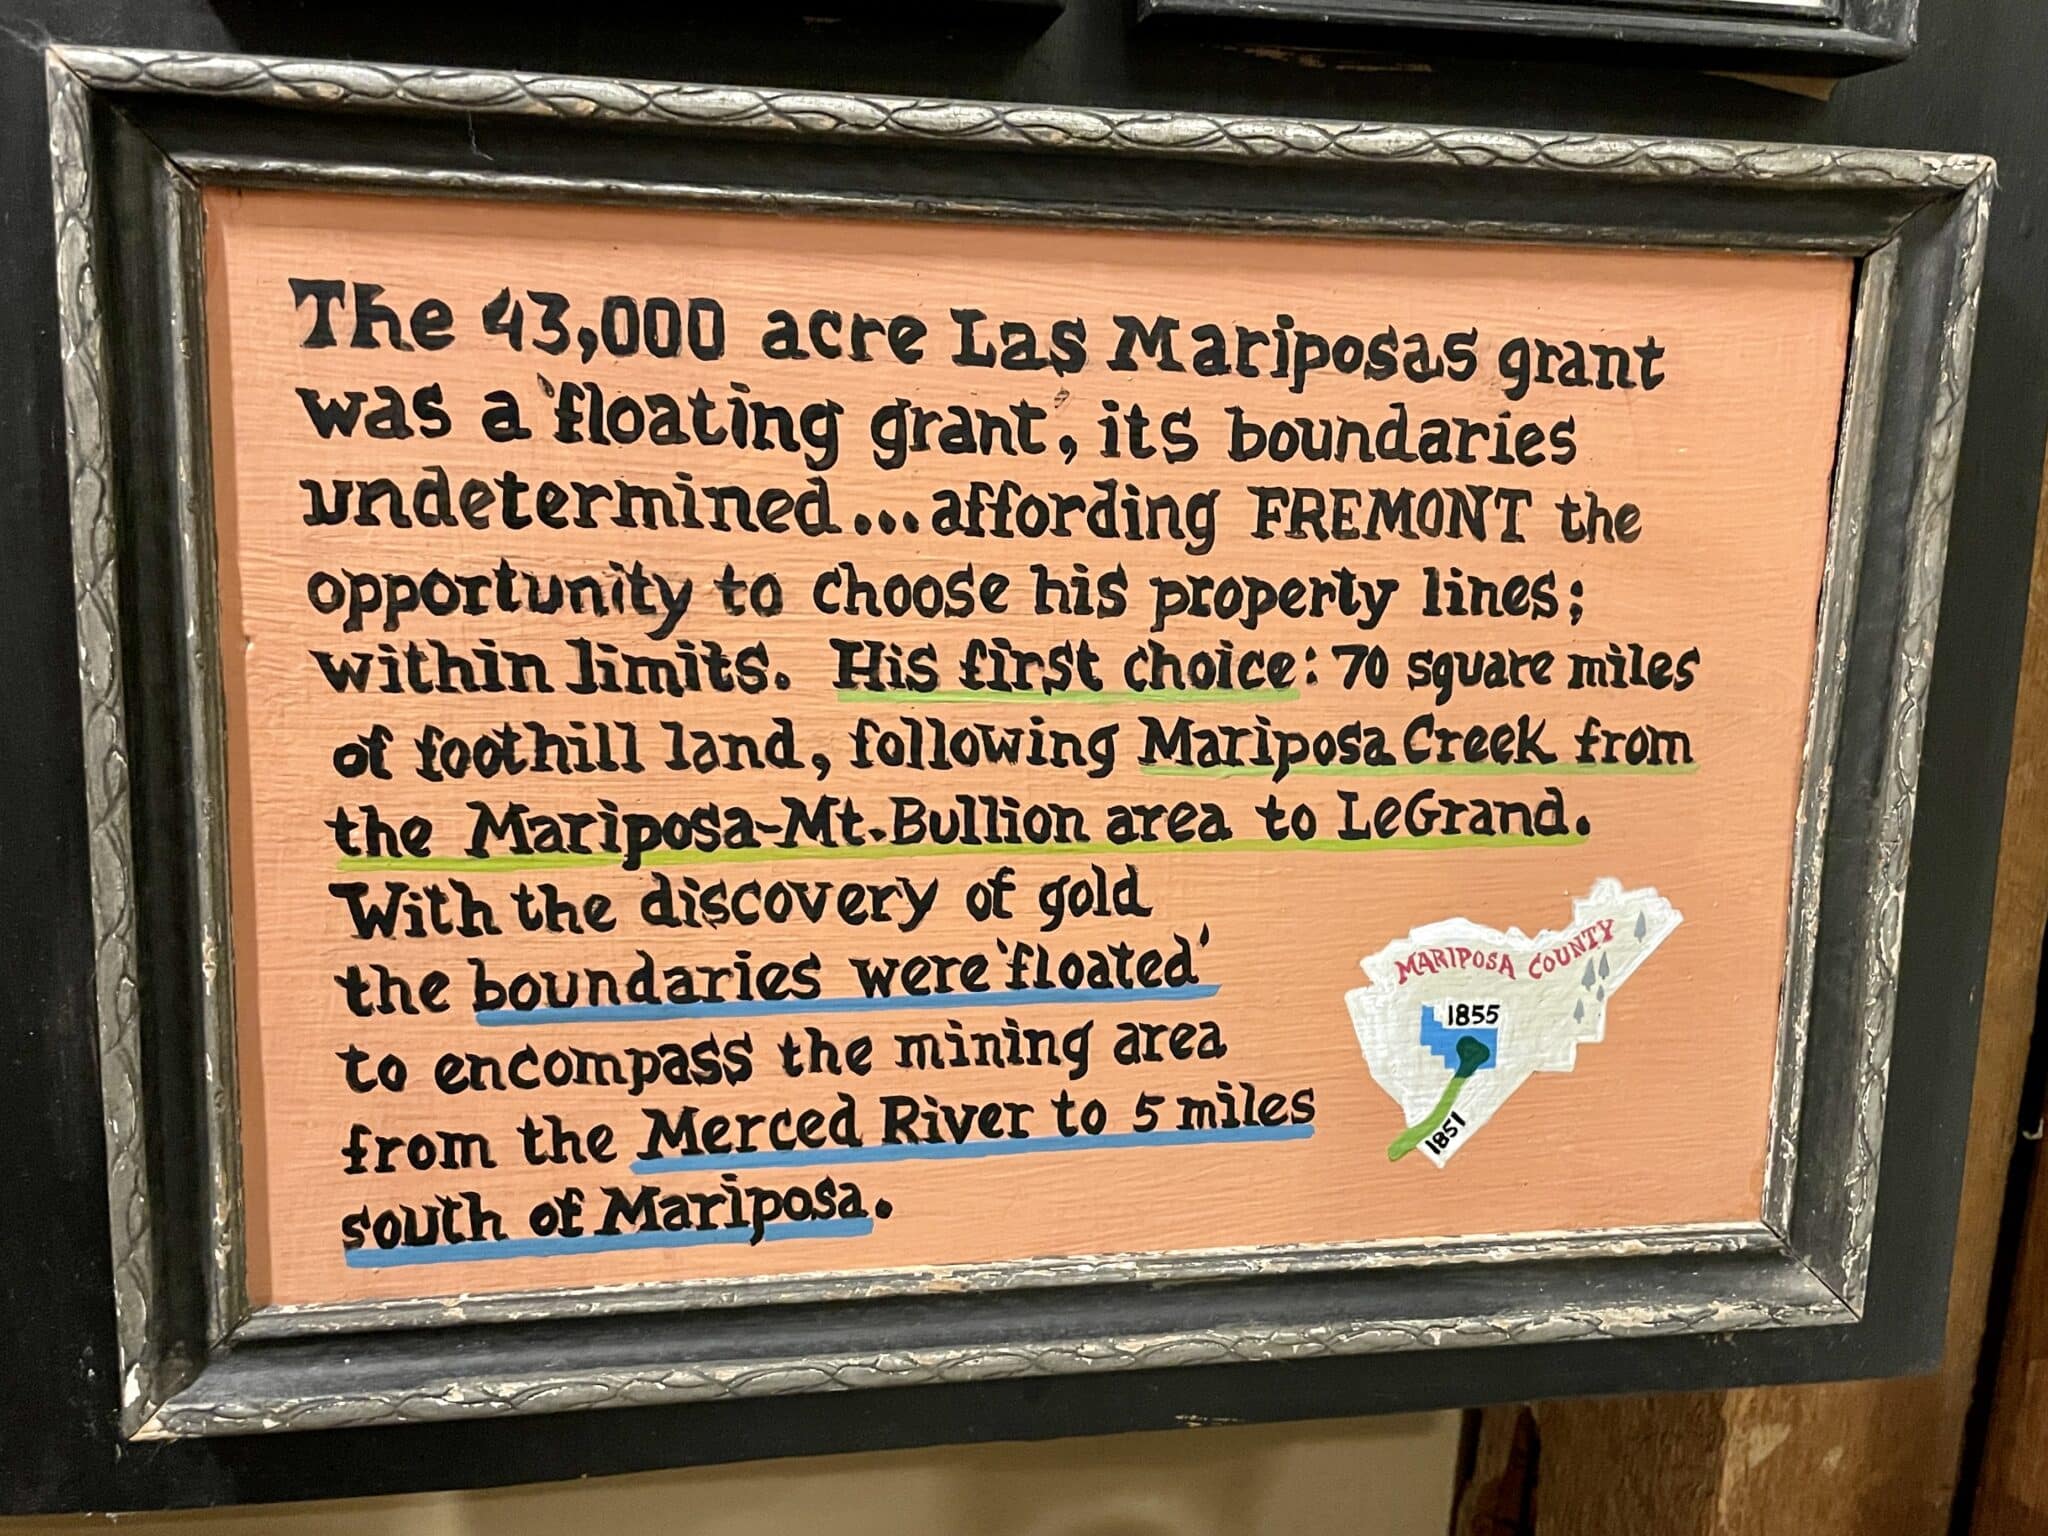 The 43,000 acre Las Mariposas grant
was a 'floating grant', its boundaries
undetermined...affording FREMONT the
opportunity to choose his property lines;
within limits. His first choice: 70 square miles
of foothill land, following Mariposa Creek from
the Mariposa-Mt.Bullion area to LeGrand.
With the discovery of gold
the boundaries were 'floated'
to encompass the mining area
from the Merced River to 5 miles
south of Mariposa.
MARIPOSA COUNTY
1855
1851